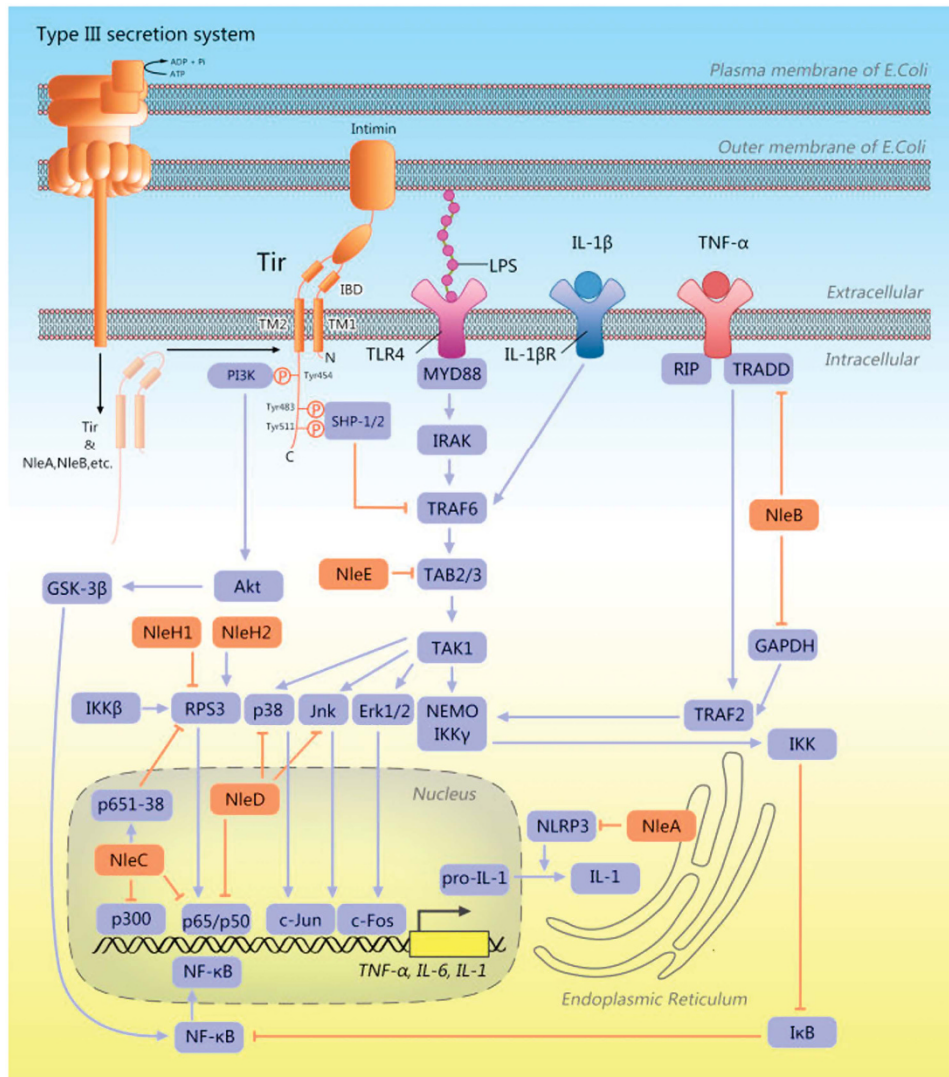 Type III secretion system
ADP + Pi
ATP
Plasma membrane of E.Coli
Intimin
Outer membrane of E.Coli
Tir
IBD
LPS
IL-1β
TNF-α
Extracellular
TM2
TM1
N
TLR4
IL-1βR
Intracellular
PI3K
P
Tyr454
MYD88
RIP
TRADD
Tyr483
P
SHP-1/2
Tyr511
P
C
Tir
&
NleA,NleB,etc.
IRAK
TRAF6
NleB
NleE
TAB2/3
GSK-3β
Akt
NleH1
NleH2
TAK1
GAPDH
IKKβ
RPS3
p38
Jnk
Erk1/2
NEMO
IKKγ
TRAF2
IKK
Nucleus
p651-38
NleD
NLRP3
NleA
NleC
pro-IL-1
IL-1
p300
p65/p50
c-Jun
c-Fos
TNF-α, IL-6, IL-1
NF-κB
Endoplasmic Reticulum
NF-κB
IκB